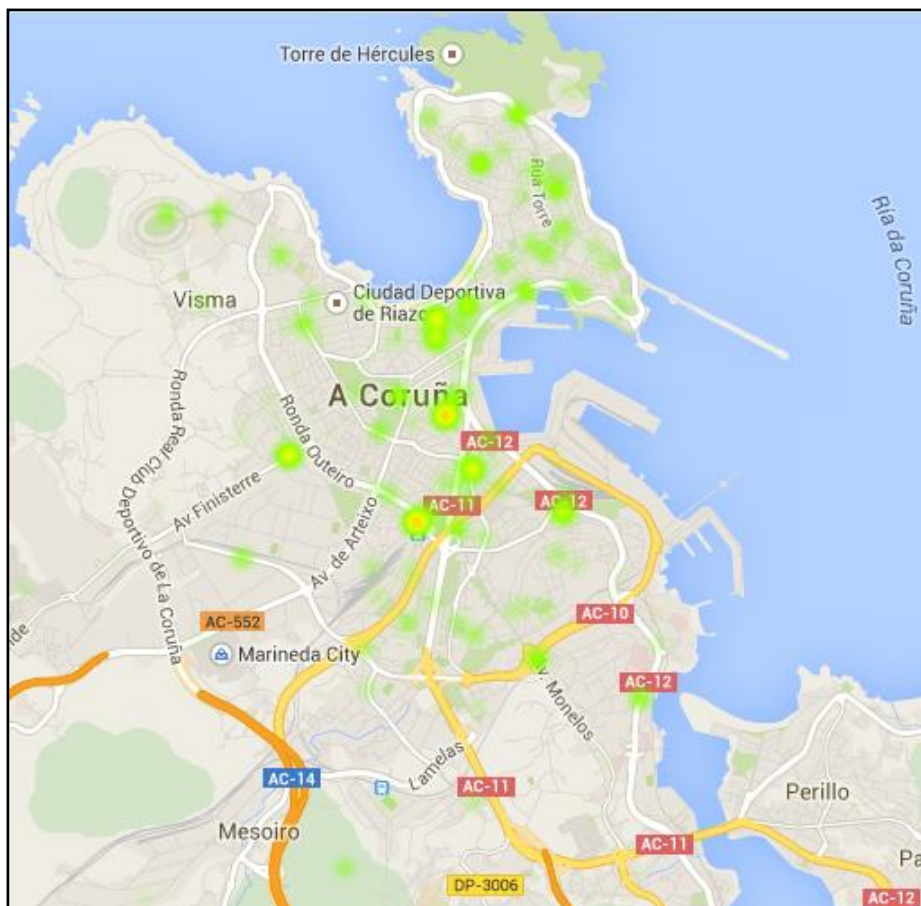 Torre de Hércules
Rúa Torre
Ría da Coruña
Visma
Ciudad Deportiva
de Riazo
A Coruña
Ronda Real Club Deportivo de La Coruña
Ronda Outeiro
AC-12
Av Finisterre
AC-11
AC-12
Av. de Arteixo
AC-552
AC-10
Marineda City
Av. Monelos
AC-12
AC-14
Lamelas
AC-11
Perillo
Mesoiro
AC-11
DP-3006
AC-12